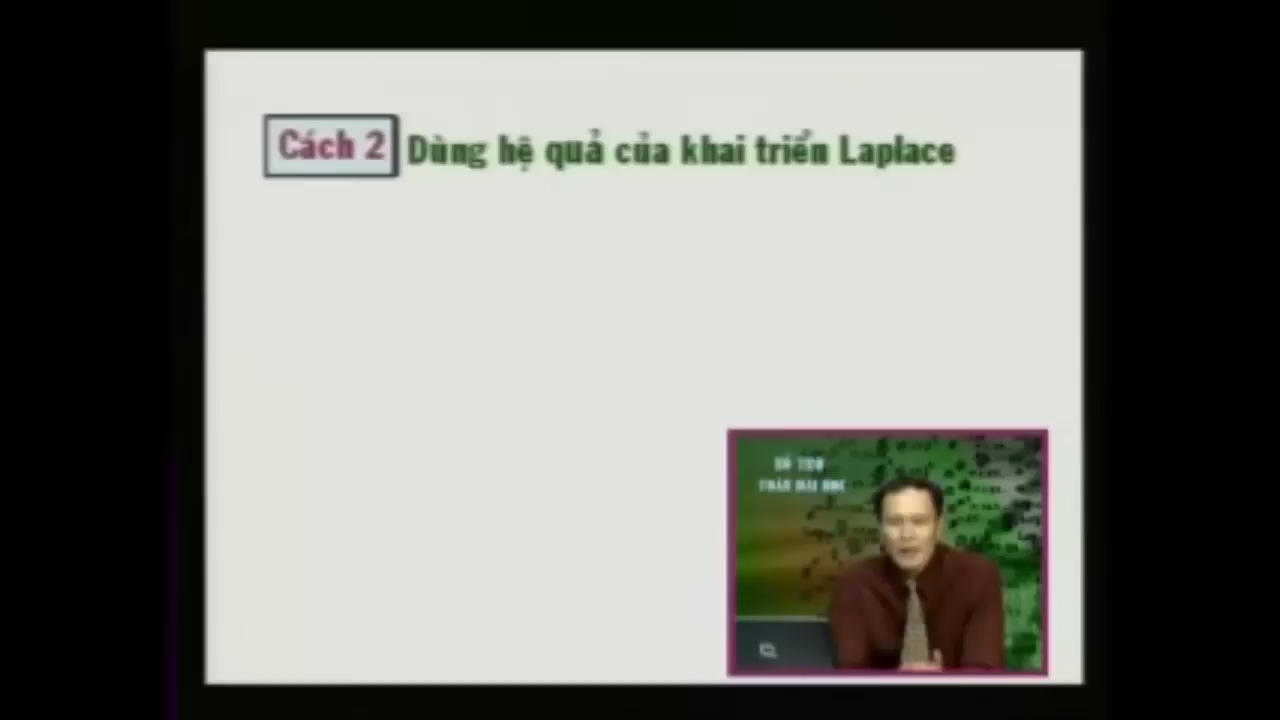 Cách 2 Dùng hệ quả của khai triển Laplace